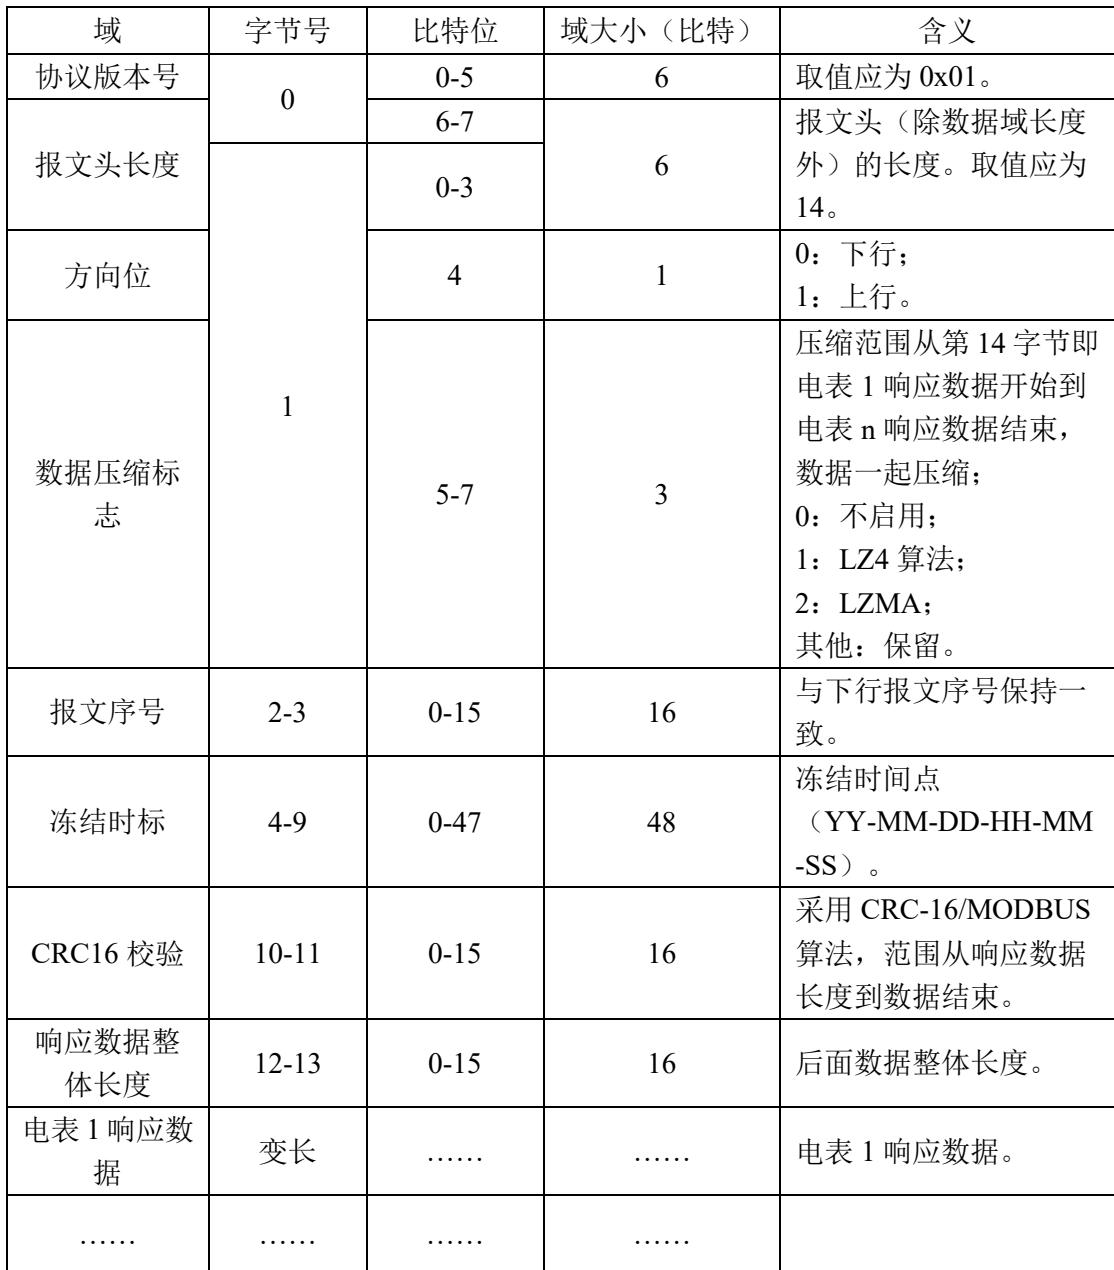 域 字节号 比特位 域大小（比特） 含义
协议版本号 0 0-5 6 取值应为 0x01。
报文头长度 6-7 6 报文头（除数据域长度
外）的长度。取值应为
14。
1 0-3
方向位 4 1 0：下行；
1：上行。
数据压缩标
志
5-7 3 压缩范围从第 14 字节即
电表 1 响应数据开始到
电表 n 响应数据结束，
数据一起压缩；
0：不启用；
1：LZ4 算法；
2：LZMA；
其他：保留。
报文序号 2-3 0-15 16 与下行报文序号保持一
致。
冻结时标 4-9 0-47 48 冻结时间点
（YY-MM-DD-HH-MM
-SS）。
CRC16 校验 10-11 0-15 16 采用 CRC-16/MODBUS
算法，范围从响应数据
长度到数据结束。
响应数据整
体长度
12-13 0-15 16 后面数据整体长度。
电表 1 响应数
据
变长 …… …… 电表 1 响应数据。
…… …… …… ……